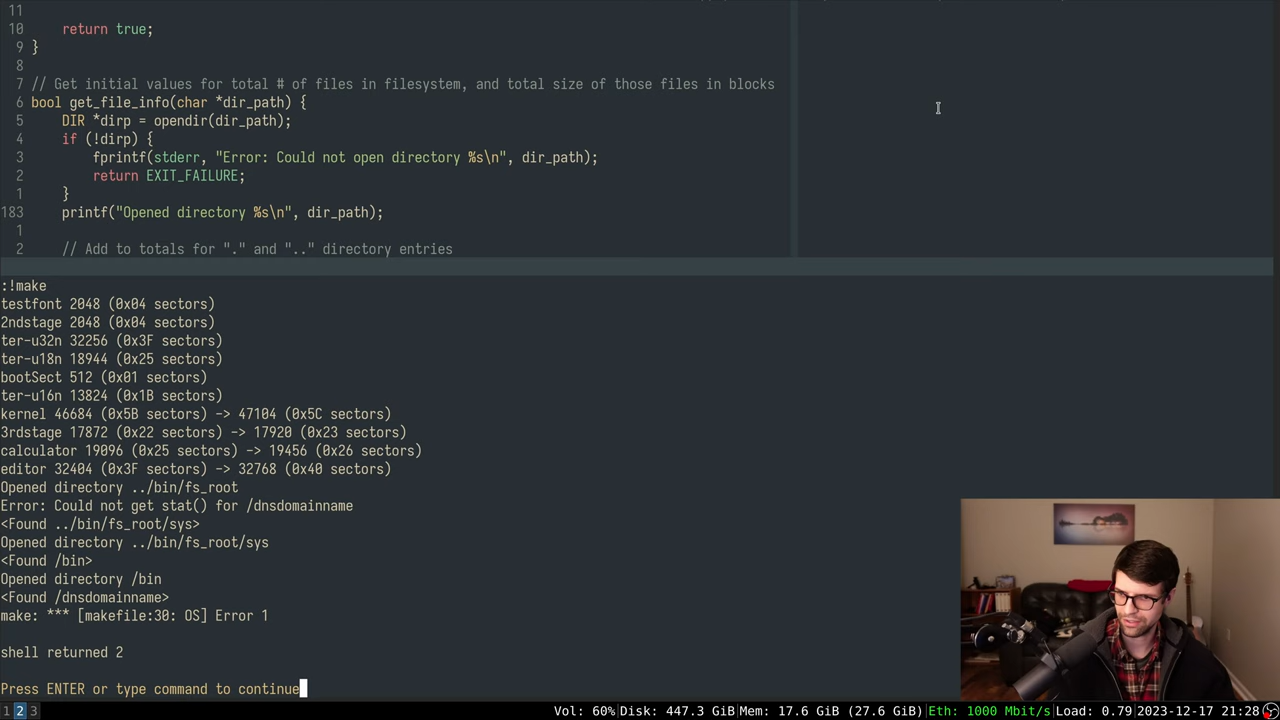 11
10     return true;
9 }
8
7 // Get initial values for total # of files in filesystem, and total size of those files in blocks
6 bool get_file_info(char *dir_path) {
5     DIR *dirp = opendir(dir_path);
4     if (!dirp) {
3         fprintf(stderr, "Error: Could not open directory %s\n", dir_path);
2         return EXIT_FAILURE;
1     }
183     printf("Opened directory %s\n", dir_path);
1
2     // Add to totals for "." and ".." directory entries
:!make
testfont 2048 (0x04 sectors)
2ndstage 2048 (0x04 sectors)
ter-u32n 32256 (0x3F sectors)
ter-u18n 18944 (0x25 sectors)
bootSect 512 (0x01 sectors)
ter-u16n 13824 (0x1B sectors)
kernel 46684 (0x5B sectors) -> 47104 (0x5C sectors)
3rdstage 17872 (0x22 sectors) -> 17920 (0x23 sectors)
calculator 19096 (0x25 sectors) -> 19456 (0x26 sectors)
editor 32404 (0x3F sectors) -> 32768 (0x40 sectors)
Opened directory ../bin/fs_root
Error: Could not get stat() for /dnsdomainname
<Found ../bin/fs_root/sys>
Opened directory ../bin/fs_root/sys
<Found /bin>
Opened directory /bin
<Found /dnsdomainname>
make: *** [makefile:30: OS] Error 1
shell returned 2
Press ENTER or type command to continue
1 2 3 Vol: 60%|Disk: 447.3 GiB|Mem: 17.6 GiB (27.6 GiB)|Eth: 1000 Mbit/s|Load: 0.79|2023-12-17 21:28